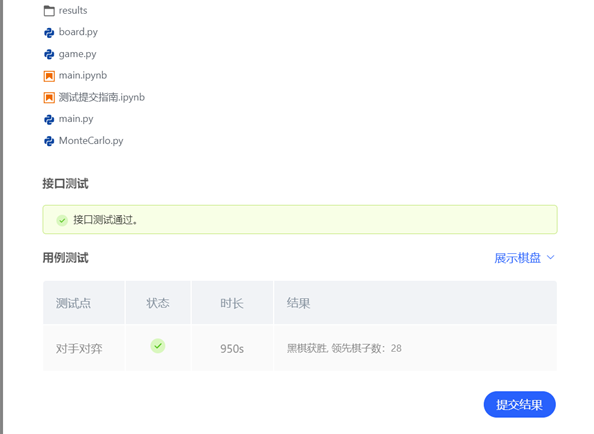 results
board.py
game.py
main.ipynb
测试提交指南.ipynb
main.py
MonteCarlo.py
接口测试
接口测试通过。
用例测试 展示棋盘
测试点 状态 时长 结果
对手对弈 950s 黑棋获胜, 领先棋子数：28
提交结果